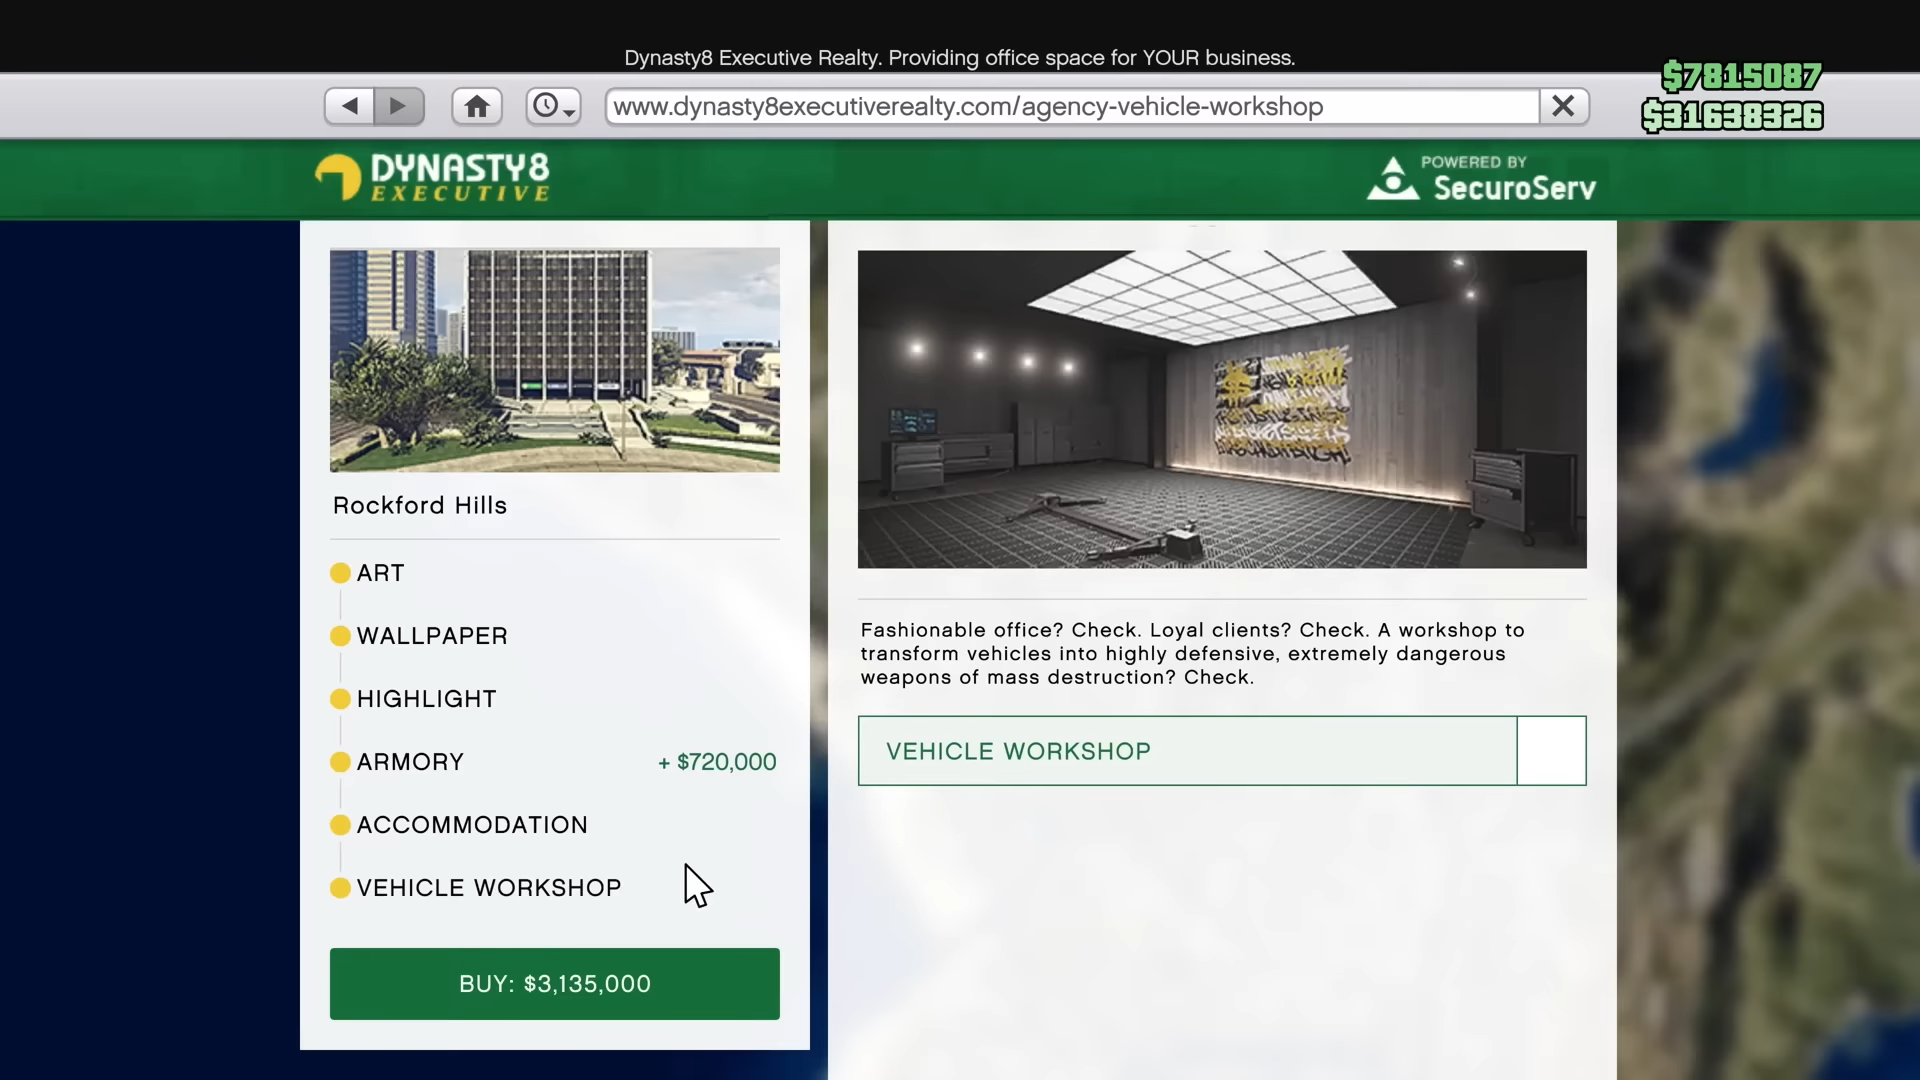 Dynasty8 Executive Realty. Providing office space for YOUR business.
$7815087
www.dynasty8executiverealty.com/agency-vehicle-workshop
$31638326
DYNASTY8
EXECUTIVE
POWERED BY
SecuroServ
Rockford Hills
ART
WALLPAPER
HIGHLIGHT
ARMORY + $720,000
ACCOMMODATION
VEHICLE WORKSHOP
BUY: $3,135,000
Fashionable office? Check. Loyal clients? Check. A workshop to
transform vehicles into highly defensive, extremely dangerous
weapons of mass destruction? Check.
VEHICLE WORKSHOP